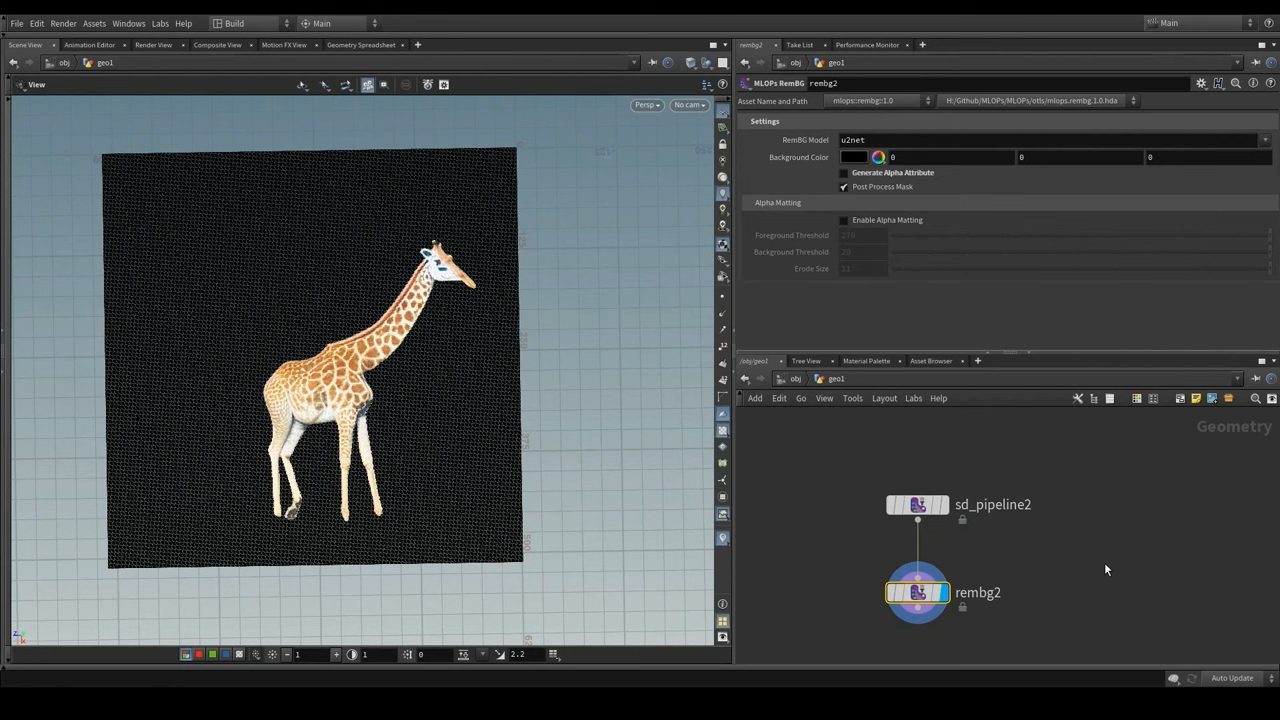 File Edit Render Assets Windows Labs Help Build Main Main
Scene View Animation Editor Render View Composite View Motion FX View Geometry Spreadsheet
obj geo1
View
Persp No cam
rembg2 Take List Performance Monitor
obj geo1
MLOPs RemBG rembg2
Asset Name and Path mlops::rembg::1.0 H:/Github/MLOPs/MLOPs/otls/mlops.rembg.1.0.hda
Settings
RemBG Model u2net
Background Color 0 0 0
Generate Alpha Attribute
Post Process Mask
Alpha Matting
Enable Alpha Matting
Foreground Threshold 270
Background Threshold 20
Erode Size 11
/obj/geo1 Tree View Material Palette Asset Browser
obj geo1
Add Edit Go View Tools Layout Labs Help
Geometry
sd_pipeline2
rembg2
1 1 0 2.2
Auto Update